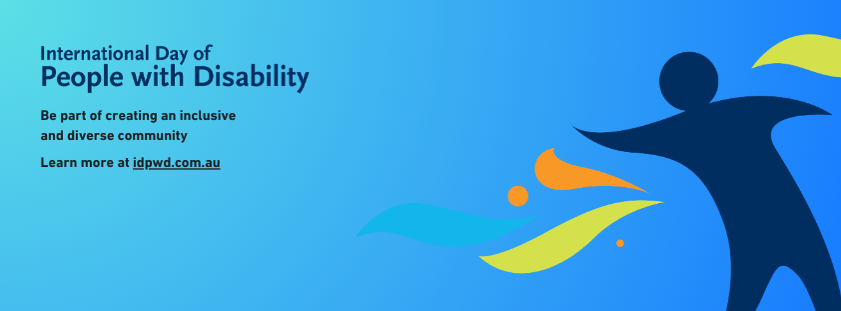 International Day of
People with Disability
Be part of creating an inclusive
and diverse community
Learn more at idpwd.com.au